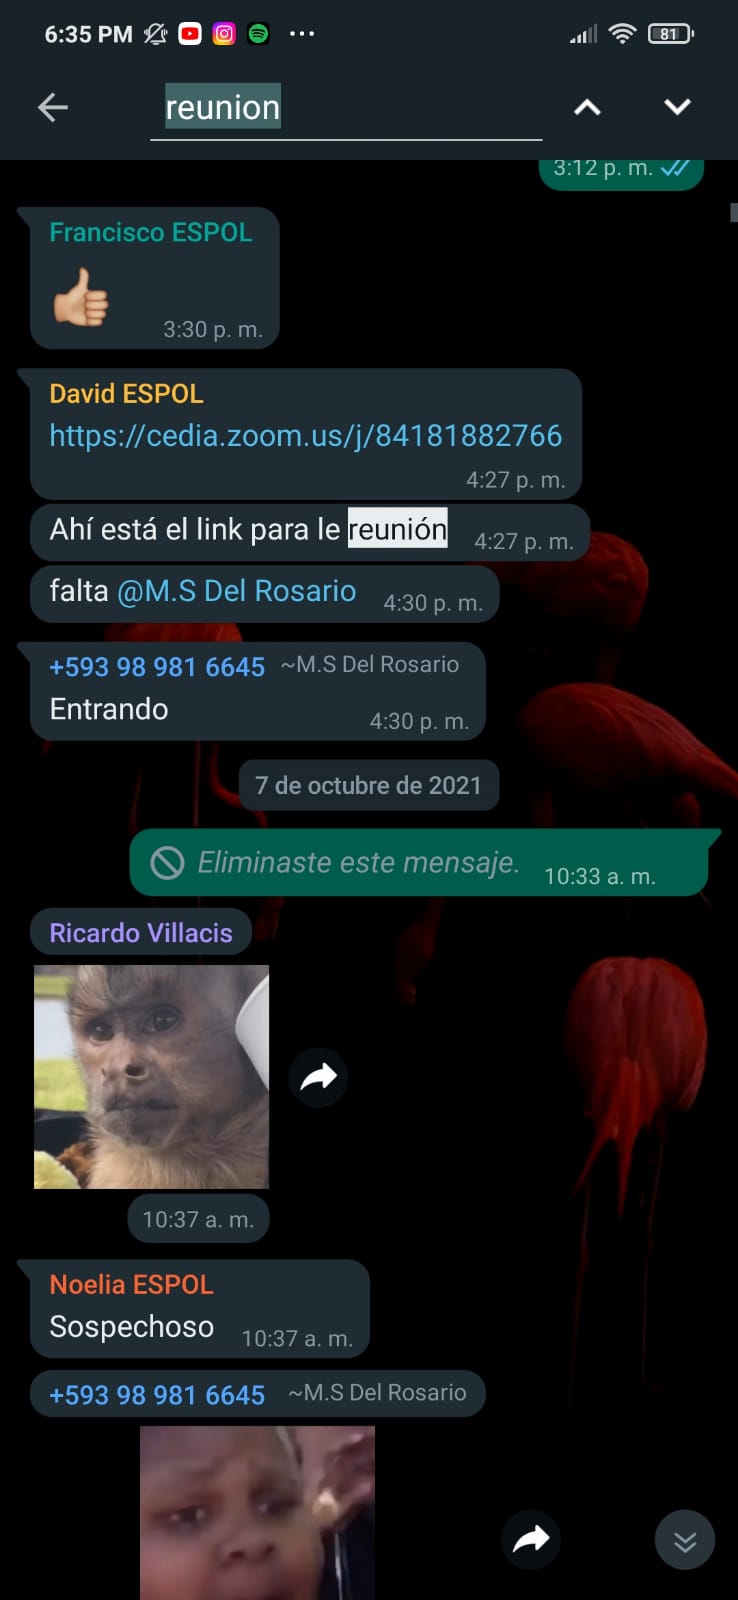 6:35 PM
81
reunion
3:12 p. m.
Francisco ESPOL
3:30 p. m.
David ESPOL
https://cedia.zoom.us/j/84181882766
4:27 p. m.
Ahí está el link para le reunión 4:27 p. m.
falta @M.S Del Rosario 4:30 p. m.
+593 98 981 6645 ~M.S Del Rosario
Entrando 4:30 p. m.
7 de octubre de 2021
Eliminaste este mensaje. 10:33 a. m.
Ricardo Villacis
10:37 a. m.
Noelia ESPOL
Sospechoso 10:37 a. m.
+593 98 981 6645 ~M.S Del Rosario